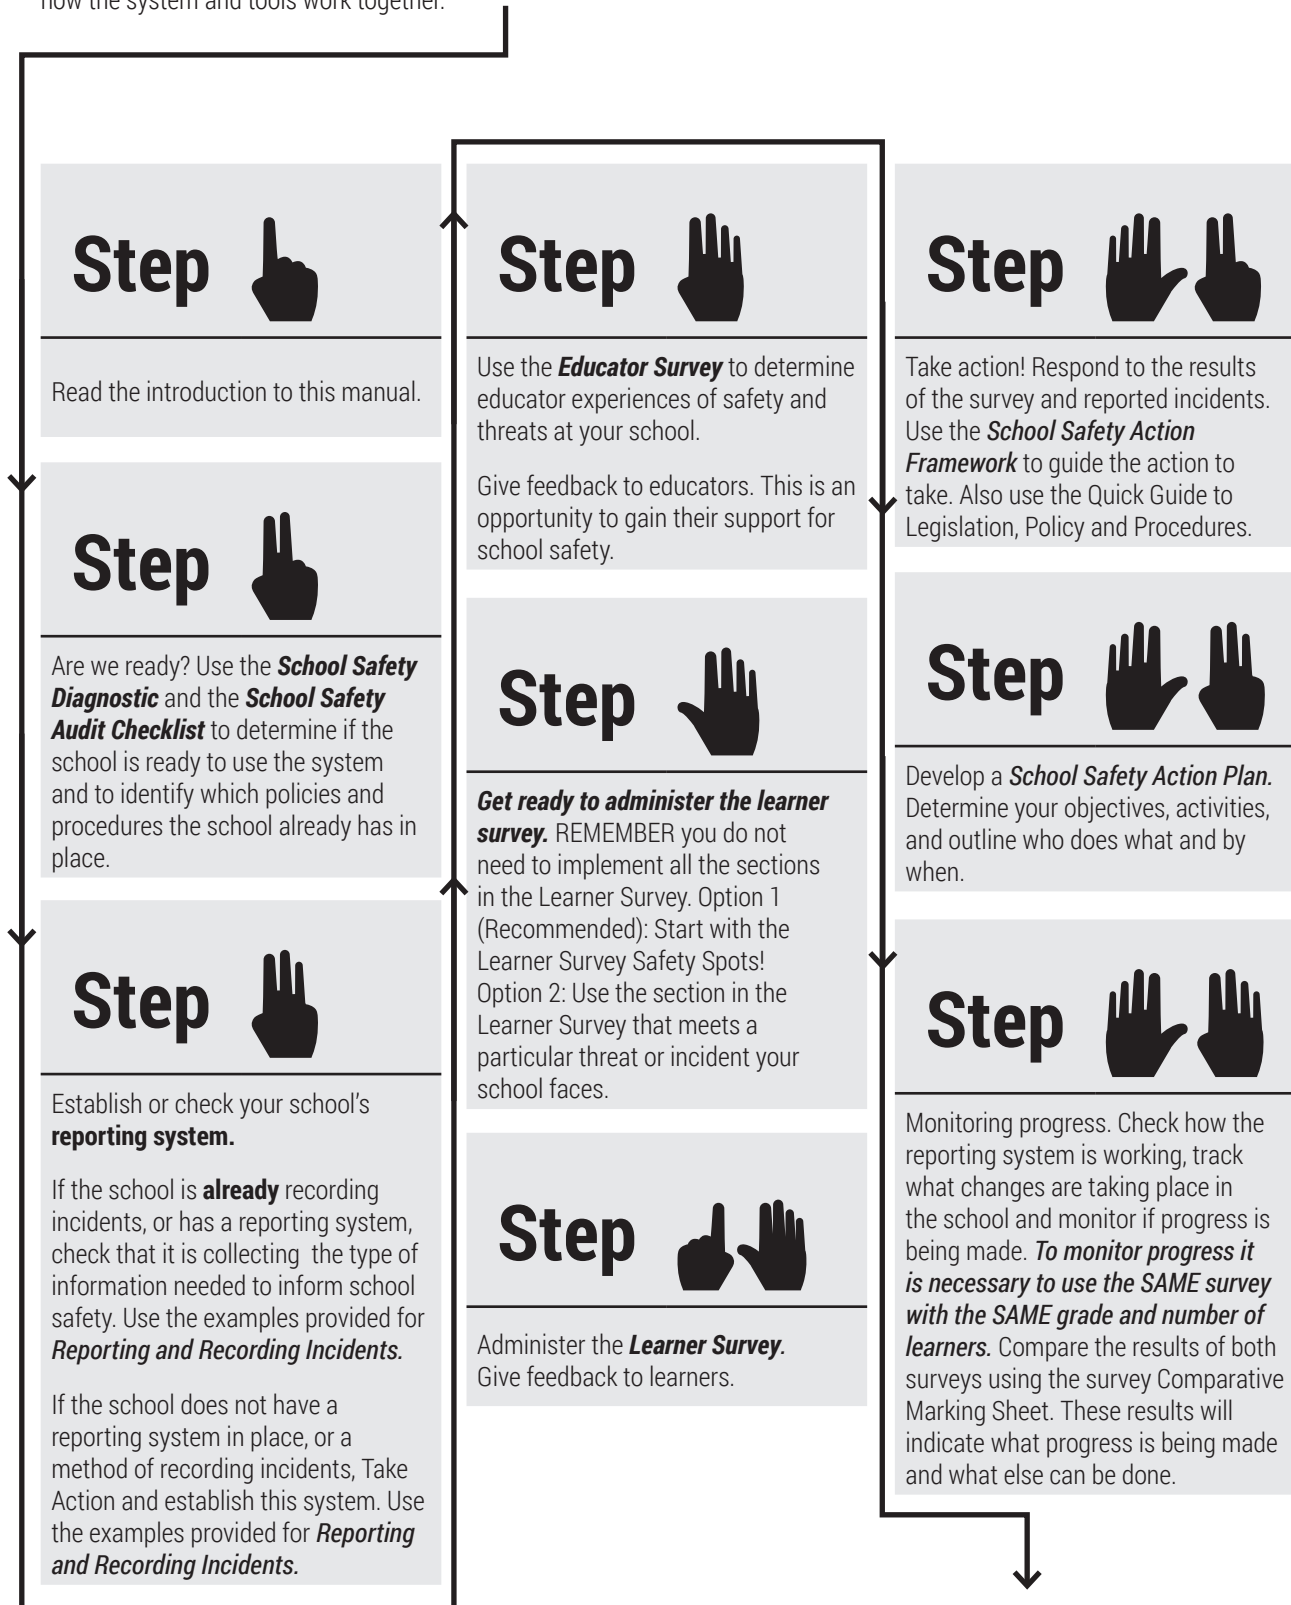 how the system and tools work together.
Step
Read the introduction to this manual.
Step
Are we ready? Use the School Safety
Diagnostic and the School Safety
Audit Checklist to determine if the
school is ready to use the system
and to identify which policies and
procedures the school already has in
place.
Step
Establish or check your school’s
reporting system.
If the school is already recording
incidents, or has a reporting system,
check that it is collecting the type of
information needed to inform school
safety. Use the examples provided for
Reporting and Recording Incidents.
If the school does not have a
reporting system in place, or a
method of recording incidents, Take
Action and establish this system. Use
the examples provided for Reporting
and Recording Incidents.
Step
Use the Educator Survey to determine
educator experiences of safety and
threats at your school.
Give feedback to educators. This is an
opportunity to gain their support for
school safety.
Step
Get ready to administer the learner
survey. REMEMBER you do not
need to implement all the sections
in the Learner Survey. Option 1
(Recommended): Start with the
Learner Survey Safety Spots!
Option 2: Use the section in the
Learner Survey that meets a
particular threat or incident your
school faces.
Step
Administer the Learner Survey.
Give feedback to learners.
Step
Take action! Respond to the results
of the survey and reported incidents.
Use the School Safety Action
Framework to guide the action to
take. Also use the Quick Guide to
Legislation, Policy and Procedures.
Step
Develop a School Safety Action Plan.
Determine your objectives, activities,
and outline who does what and by
when.
Step
Monitoring progress. Check how the
reporting system is working, track
what changes are taking place in
the school and monitor if progress is
being made. To monitor progress it
is necessary to use the SAME survey
with the SAME grade and number of
learners. Compare the results of both
surveys using the survey Comparative
Marking Sheet. These results will
indicate what progress is being made
and what else can be done.